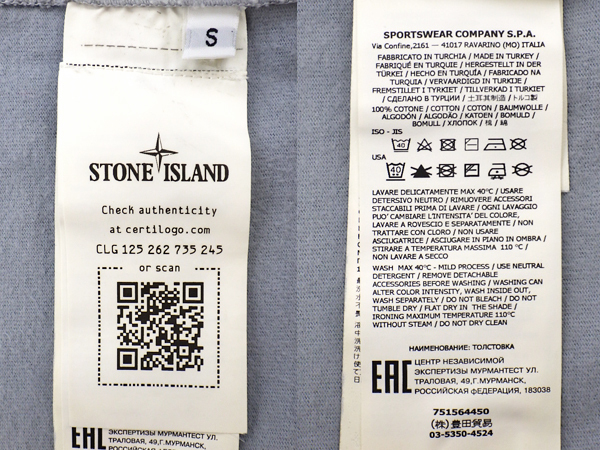 S
STONE ISLAND
Check authenticity
at certilogo.com
CLG 125 262 735 245
or scan
EAC
ЭКСПЕРТИЗЫ МУРМАНТЕСТ УЛ.
ТРАЛОВАЯ, 49,Г.МУРМАНСК,
SPORTSWEAR COMPANY S.P.A.
Via Confine,2161 — 41017 RAVARINO (MO) ITALIA
FABBRICATO IN TURCHIA / MADE IN TURKEY /
FABRIQUÉ EN TURQUIE / HERGESTELLT IN DER
TÜRKEI / HECHO EN TURQUÍA / FABRICADO NA
TURQUIA / VERVAARDIGD IN TURKIJE /
FREMSTILLET I TYRKIET / TILLVERKAD I TURKIET
/ СДЕЛАНО В ТУРЦИИ / 土耳其制造 / トルコ製
100% COTONE / COTTON / COTON / BAUMWOLLE /
ALGODÓN / ALGODÃO / KATOEN / BOMULD /
BOMULL / ХЛОПОК / 棉 / 綿
ISO - JIS
40
USA
40
LAVARE DELICATAMENTE MAX 40°C / USARE
DETERSIVO NEUTRO / RIMUOVERE ACCESSORI
STACCABILI PRIMA DI LAVARE / OGNI LAVAGGIO
PUO' CAMBIARE L'INTENSITA' DEL COLORE,
LAVARE A ROVESCIO E SEPARATAMENTE / NON
TRATTARE CON CLORO / NON USARE
ASCIUGATRICE / ASCIUGARE IN PIANO IN OMBRA /
STIRARE A TEMPERATURA MASSIMA 110 °C /
NON LAVARE A SECCO
WASH MAX 40°C - MILD PROCESS / USE NEUTRAL
DETERGENT / REMOVE DETACHABLE
ACCESSORIES BEFORE WASHING / WASHING CAN
ALTER COLOR INTENSITY, WASH INSIDE OUT,
WASH SEPARATELY / DO NOT BLEACH / DO NOT
TUMBLE DRY / FLAT DRY IN THE SHADE /
IRONING MAXIMUM TEMPERATURE 110°C
WITHOUT STEAM / DO NOT DRY CLEAN
НАИМЕНОВАНИЕ: ТОЛСТОВКА
EAC
ЦЕНТР НЕЗАВИСИМОЙ
ЭКСПЕРТИЗЫ МУРМАНТЕСТ УЛ.
ТРАЛОВАЯ, 49,Г.МУРМАНСК,
РОССИЙСКАЯ ФЕДЕРАЦИЯ, 183038
751564450
(株)豊田貿易
03-5350-4524